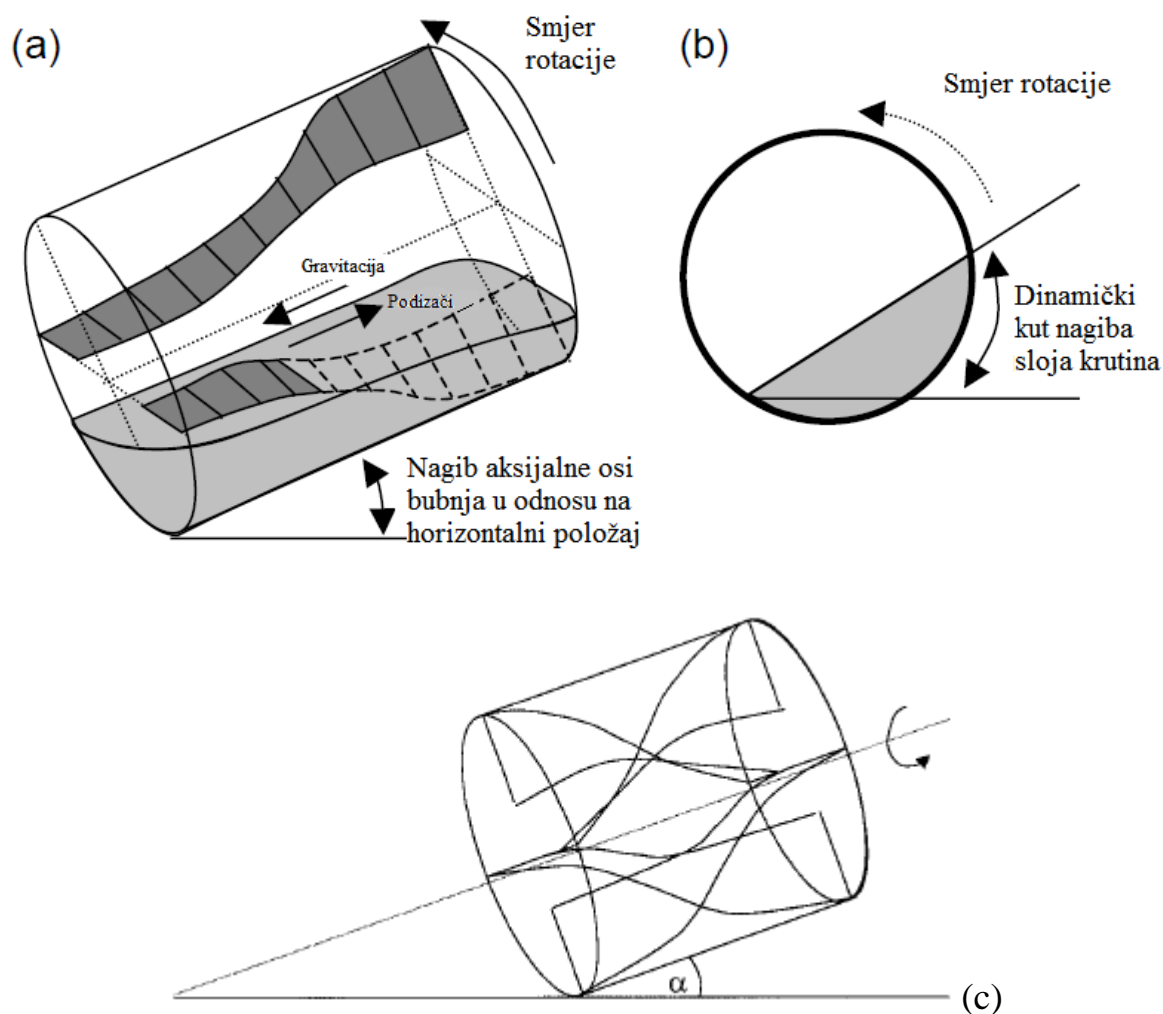 (a)
Smjer
rotacije
Gravitacija
Podizači
Nagib aksijalne osi
bubnja u odnosu na
horizontalni položaj
(b)
Smjer rotacije
Dinamički
kut nagiba
sloja krutina
α
(c)